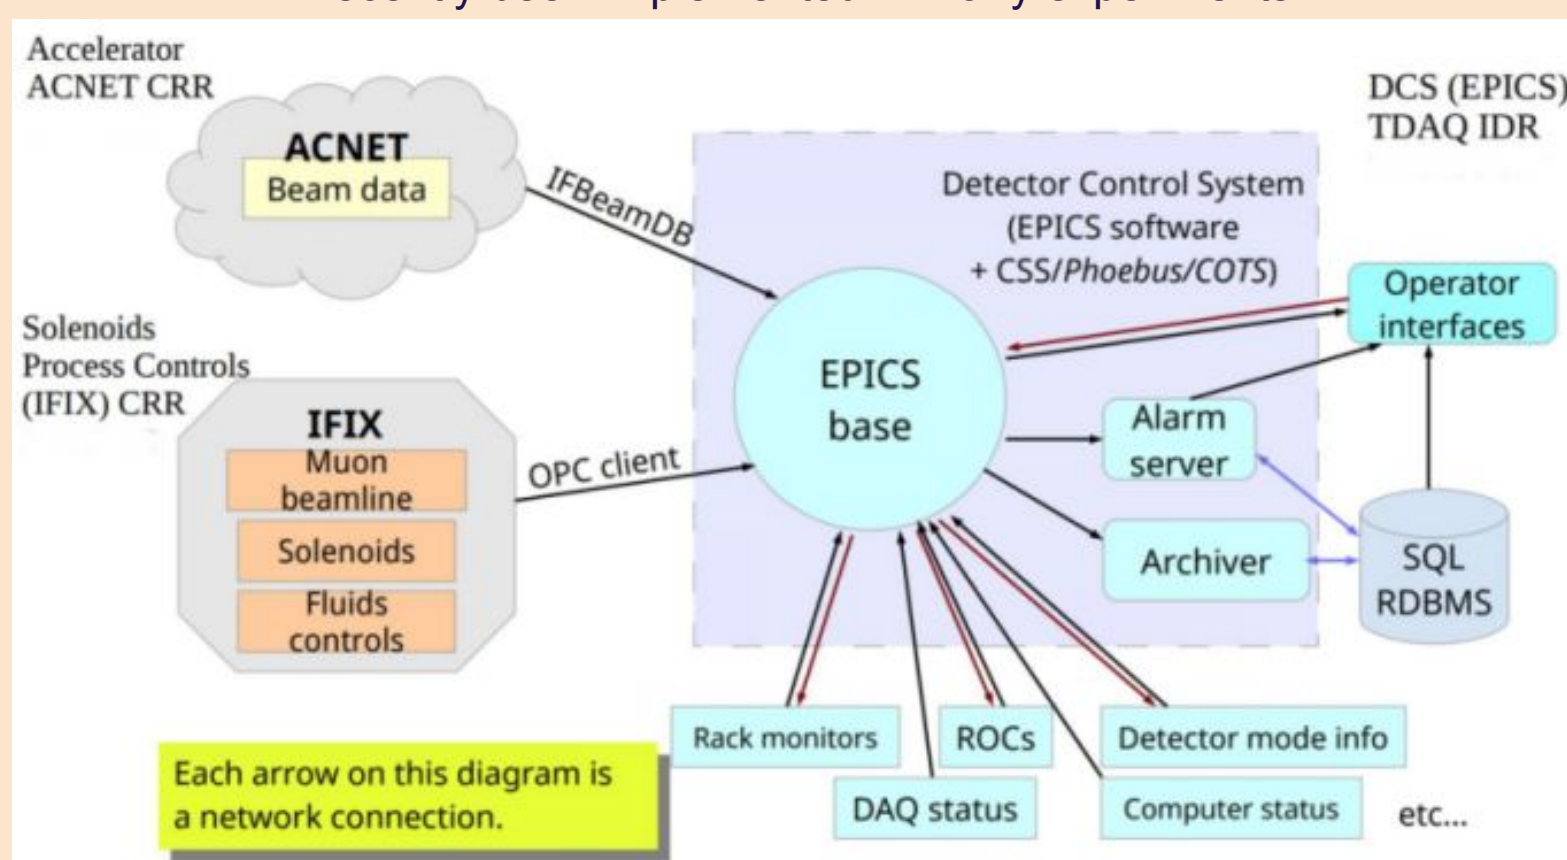 Accelerator
ACNET CRR
ACNET
Beam data
IFBeamDB
Detector Control System
(EPICS software
+ CSS/Phoebus/COTS)
DCS (EPICS)
TDAQ IDR
Operator
interfaces
Solenoids
Process Controls
(IFIX) CRR
IFIX
Muon
beamline
Solenoids
Fluids
controls
OPC client
EPICS
base
Alarm
server
Archiver
SQL
RDBMS
Rack monitors
ROCs
Detector mode info
DAQ status
Computer status
etc...
Each arrow on this diagram is
a network connection.